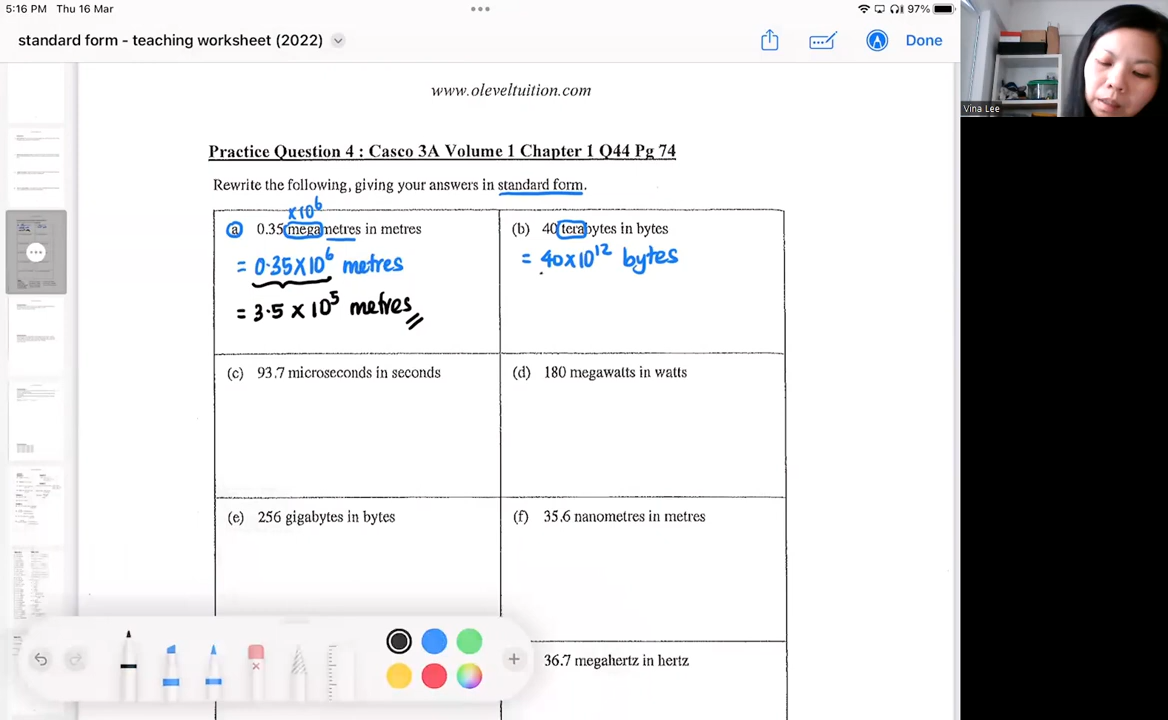 5:16 PM Thu 16 Mar
97%
standard form - teaching worksheet (2022)
Done
Vina Lee
www.oleveltuition.com
Practice Question 4 : Casco 3A Volume 1 Chapter 1 Q44 Pg 74
Rewrite the following, giving your answers in standard form.
×10⁶
(a) 0.35 megametres in metres
= 0.35×10⁶ metres
= 3.5 × 10⁵ metres
(b) 40 terabytes in bytes
= 40×10¹² bytes
(c) 93.7 microseconds in seconds
(d) 180 megawatts in watts
(e) 256 gigabytes in bytes
(f) 35.6 nanometres in metres
36.7 megahertz in hertz